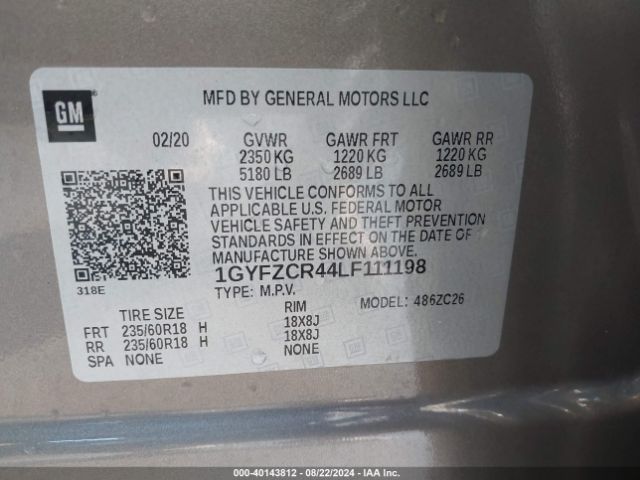 GM
MFD BY GENERAL MOTORS LLC
02/20 GVWR GAWR FRT GAWR RR
2350 KG 1220 KG 1220 KG
5180 LB 2689 LB 2689 LB
THIS VEHICLE CONFORMS TO ALL
APPLICABLE U.S. FEDERAL MOTOR
VEHICLE SAFETY AND THEFT PREVENTION
STANDARDS IN EFFECT ON THE DATE OF
MANUFACTURE SHOWN ABOVE.
318E
1GYFZCR44LF111198
TYPE: M.P.V. MODEL: 486ZC26
TIRE SIZE RIM
FRT 235/60R18 H 18X8J
RR 235/60R18 H 18X8J
SPA NONE NONE
000-40143812 - 08/22/2024 - IAA Inc.